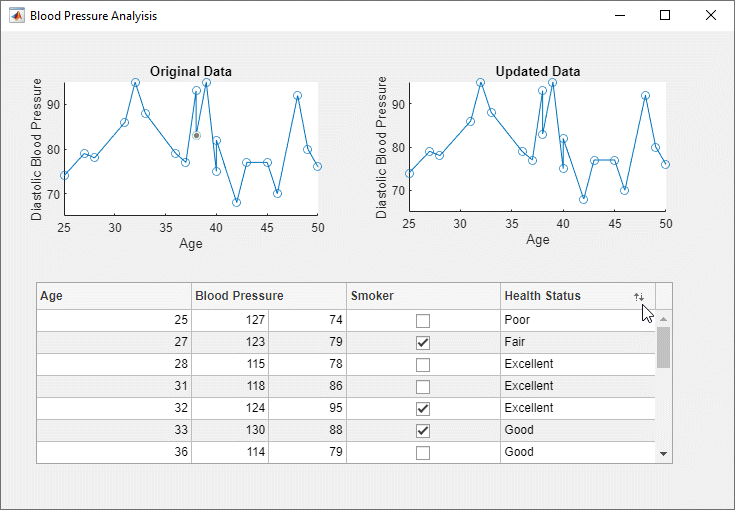 Blood Pressure Analyisis
Original Data
Diastolic Blood Pressure
90
80
70
25 30 35 40 45 50
Age
Updated Data
Diastolic Blood Pressure
90
80
70
25 30 35 40 45 50
Age
Age Blood Pressure Smoker Health Status
25 127 74 Poor
27 123 79 Fair
28 115 78 Excellent
31 118 86 Excellent
32 124 95 Excellent
33 130 88 Good
36 114 79 Good